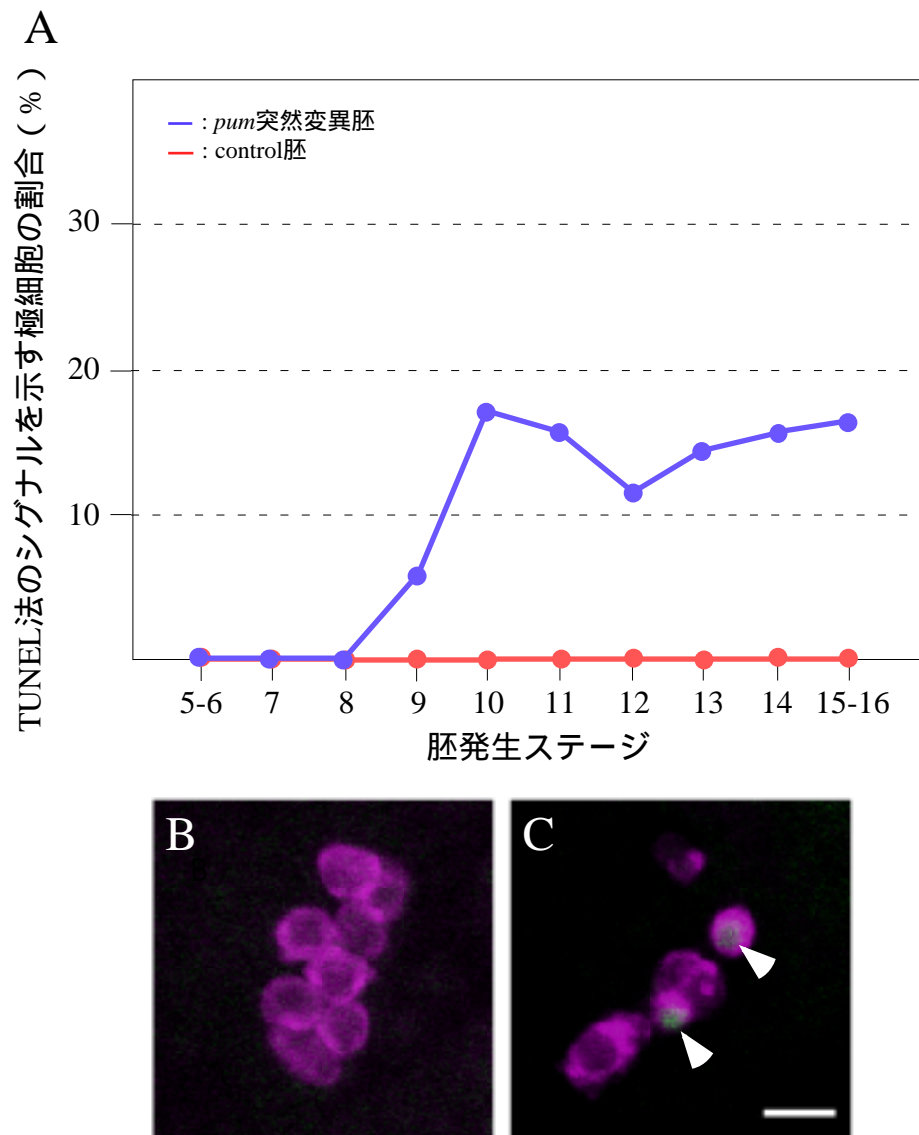 A
TUNEL法のシグナルを示す極細胞の割合 ( % )
— : pum突然変異胚
— : control胚
30
20
10
5-6 7 8 9 10 11 12 13 14 15-16
胚発生ステージ
B C